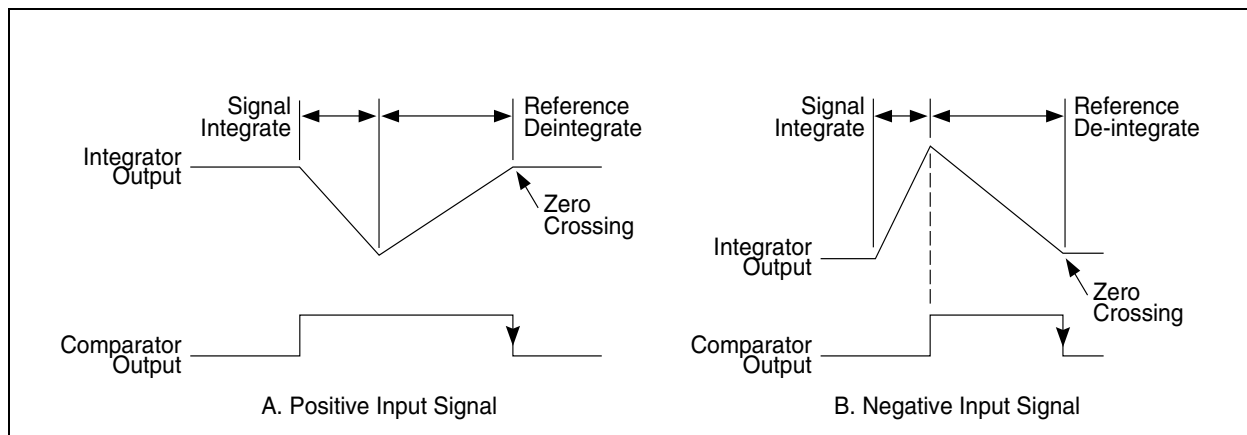 Signal
Integrate
Reference
Deintegrate
Integrator
Output
Zero
Crossing
Comparator
Output
A. Positive Input Signal
Signal
Integrate
Reference
De-integrate
Integrator
Output
Zero
Crossing
Comparator
Output
B. Negative Input Signal